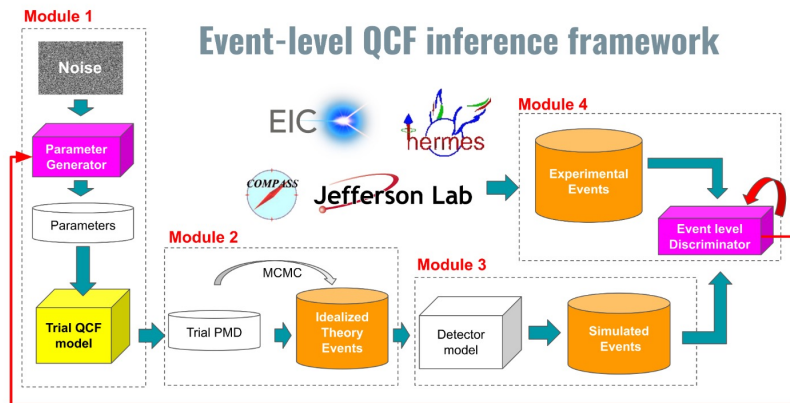 Module 1
Event-level QCF inference framework
Noise
Parameter
Generator
Parameters
Trial QCF
model
EIC
hermes
COMPASS
Jefferson Lab
Module 4
Experimental
Events
Event level
Discriminator
Module 2
MCMC
Trial PMD
Idealized
Theory
Events
Module 3
Detector
model
Simulated
Events